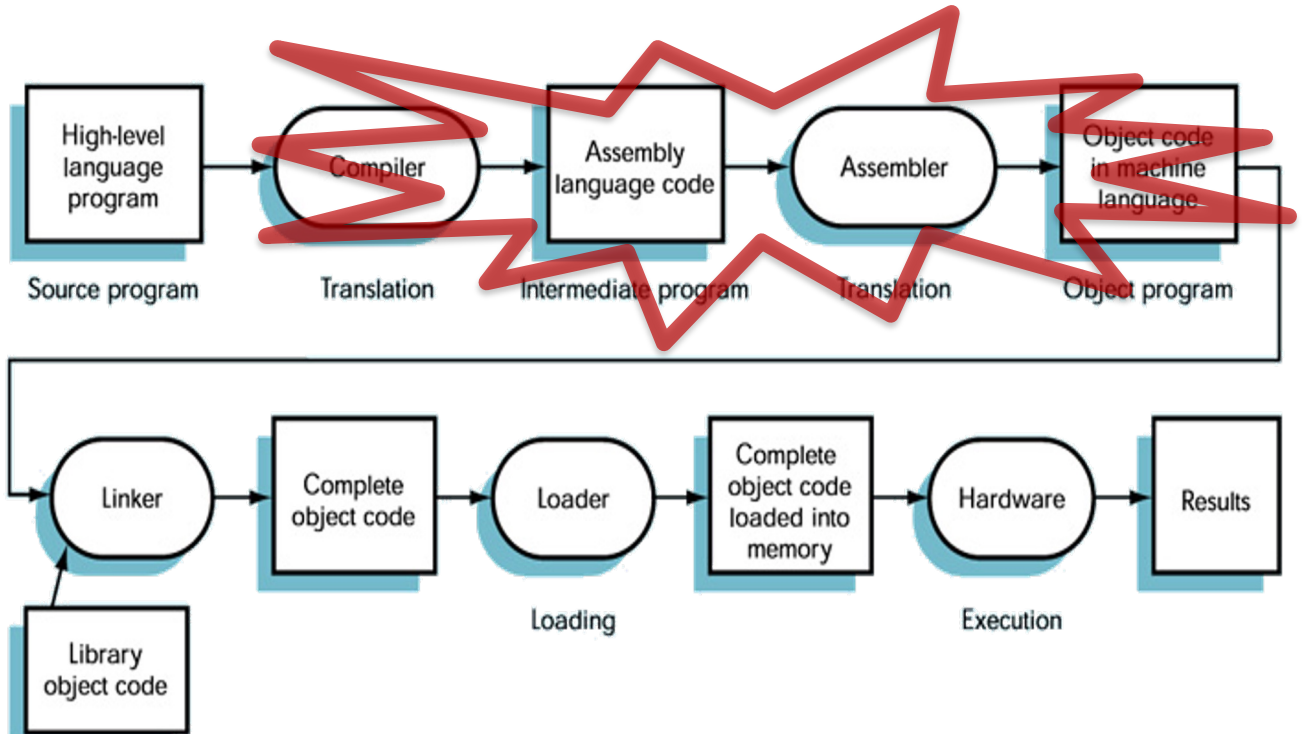 High-level
language
program
Compiler
Assembly
language code
Assembler
Object code
in machine
language
Source program
Translation
Intermediate program
Translation
Object program
Linker
Complete
object code
Loader
Complete
object code
loaded into
memory
Hardware
Results
Loading
Execution
Library
object code